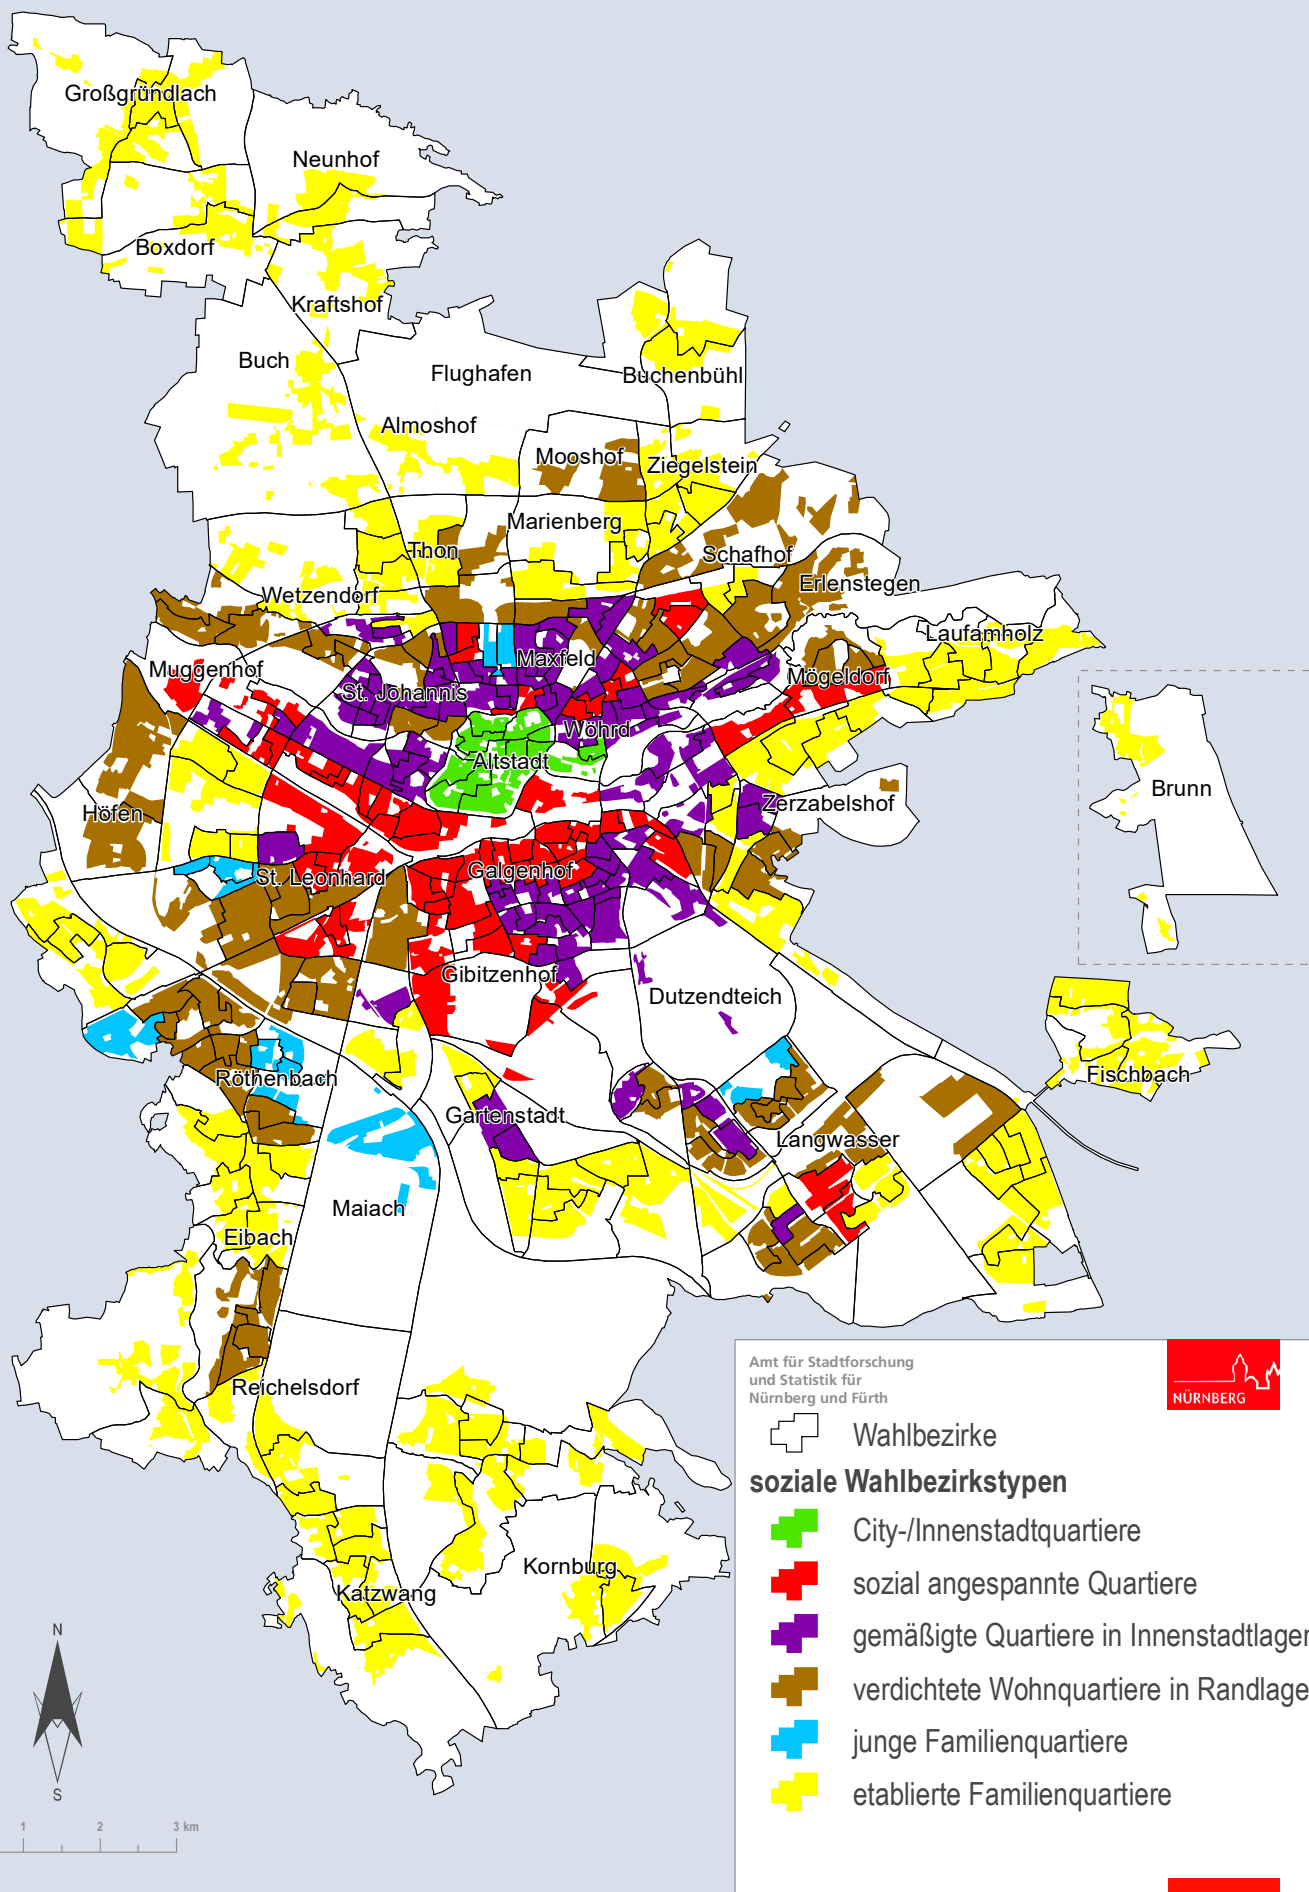 Großgründlach
Neunhof
Boxdorf
Kraftshof
Buch
Flughafen
Buchenbühl
Almoshof
Mooshof
Ziegelstein
Marienberg
Thon
Schafhof
Erlenstegen
Wetzendorf
Laufamholz
Maxfeld
Muggenhof
Mögeldorf
St. Johannis
Wöhrd
Altstadt
Brunn
Zerzabelshof
Höfen
Galgenhof
St. Leonhard
Gibitzenhof
Dutzendteich
Fischbach
Röthenbach
Gartenstadt
Langwasser
Maiach
Eibach
Reichelsdorf
Kornburg
Katzwang
N
S
1 2 3 km
Amt für Stadtforschung
und Statistik für
Nürnberg und Fürth
NÜRNBERG
Wahlbezirke
soziale Wahlbezirkstypen
City-/Innenstadtquartiere
sozial angespannte Quartiere
gemäßigte Quartiere in Innenstadtlagen
verdichtete Wohnquartiere in Randlage
junge Familienquartiere
etablierte Familienquartiere